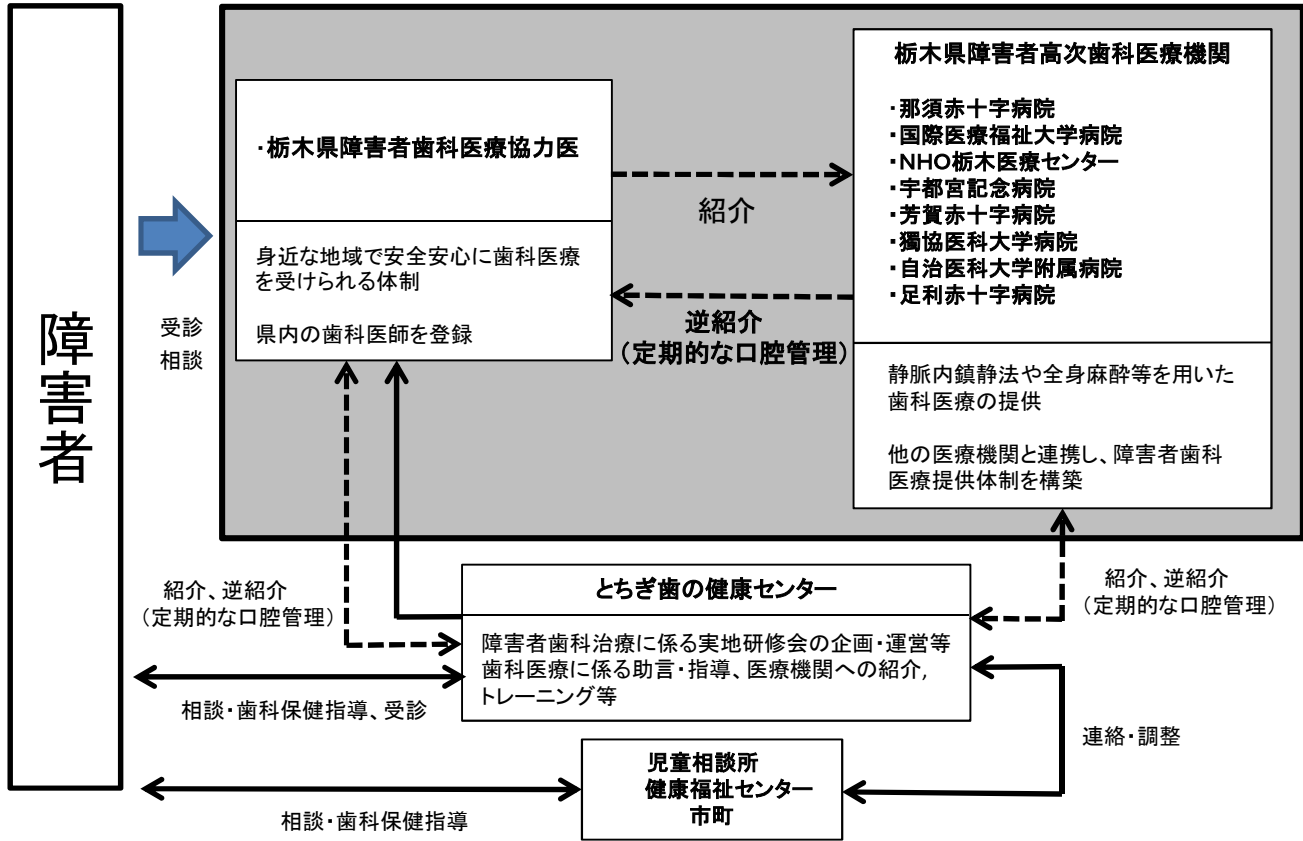 障害者
受診
相談
・栃木県障害者歯科医療協力医
身近な地域で安全安心に歯科医療
を受けられる体制
県内の歯科医師を登録
紹介
逆紹介
（定期的な口腔管理）
栃木県障害者高次歯科医療機関
・那須赤十字病院
・国際医療福祉大学病院
・NHO栃木医療センター
・宇都宮記念病院
・芳賀赤十字病院
・獨協医科大学病院
・自治医科大学附属病院
・足利赤十字病院
静脈内鎮静法や全身麻酔等を用いた
歯科医療の提供
他の医療機関と連携し、障害者歯科
医療提供体制を構築
紹介、逆紹介
（定期的な口腔管理）
とちぎ歯の健康センター
障害者歯科治療に係る実地研修会の企画・運営等
歯科医療に係る助言・指導、医療機関への紹介,
トレーニング等
紹介、逆紹介
（定期的な口腔管理）
相談・歯科保健指導、受診
連絡・調整
児童相談所
健康福祉センター
市町
相談・歯科保健指導